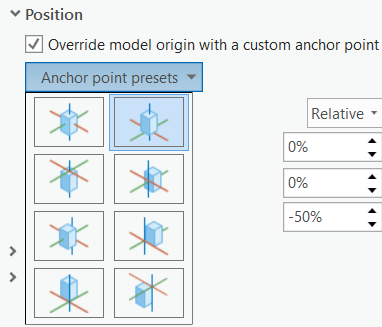 Position
Override model origin with a custom anchor point
Anchor point presets
Relative
0%
0%
-50%